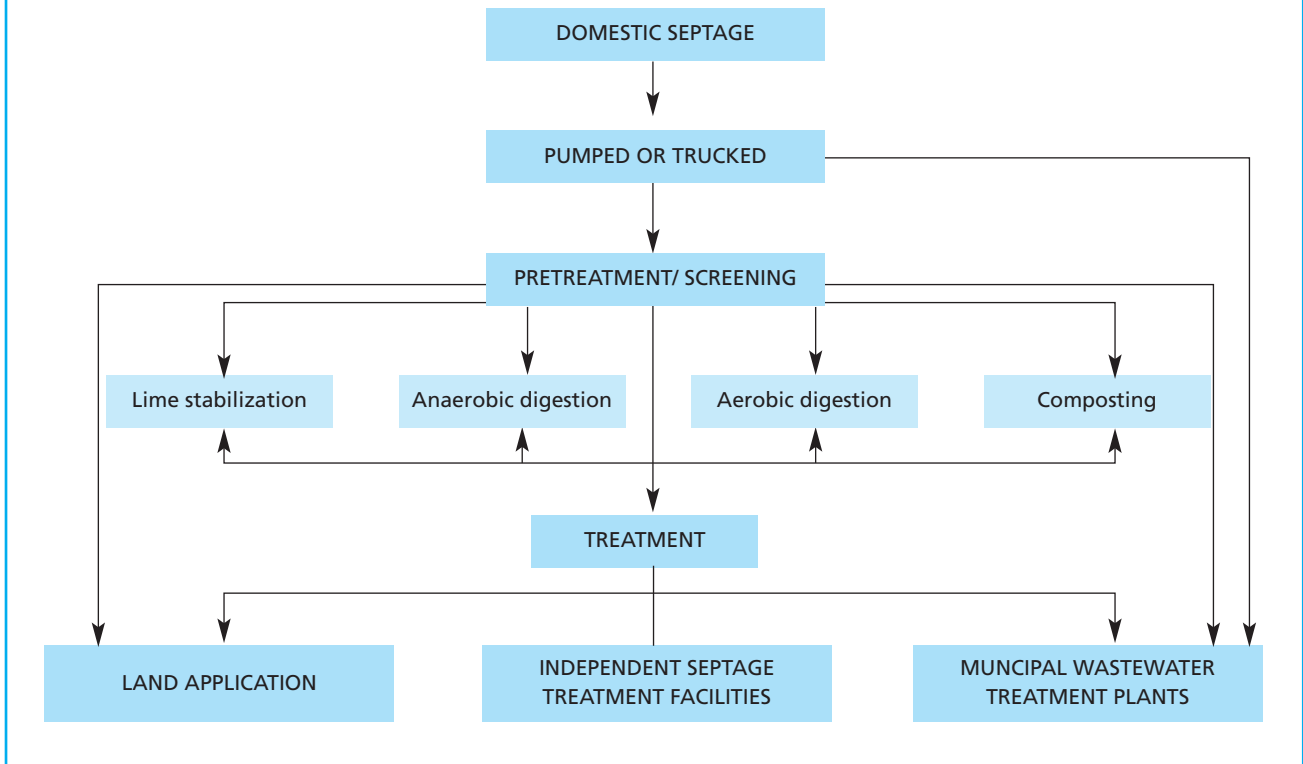 DOMESTIC SEPTAGE
PUMPED OR TRUCKED
PRETREATMENT/ SCREENING
Lime stabilization
Anaerobic digestion
Aerobic digestion
Composting
TREATMENT
LAND APPLICATION
INDEPENDENT SEPTAGE
TREATMENT FACILITIES
MUNCIPAL WASTEWATER
TREATMENT PLANTS